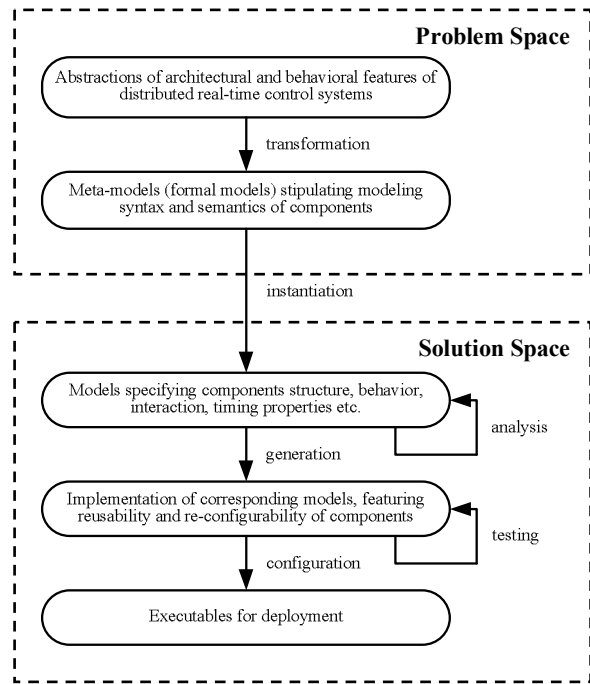 Problem Space
Abstractions of architectural and behavioral features of
distributed real-time control systems
transformation
Meta-models (formal models) stipulating modeling
syntax and semantics of components
instantiation
Solution Space
Models specifying components structure, behavior,
interaction, timing properties etc.
analysis
generation
Implementation of corresponding models, featuring
reusability and re-configurability of components
testing
configuration
Executables for deployment